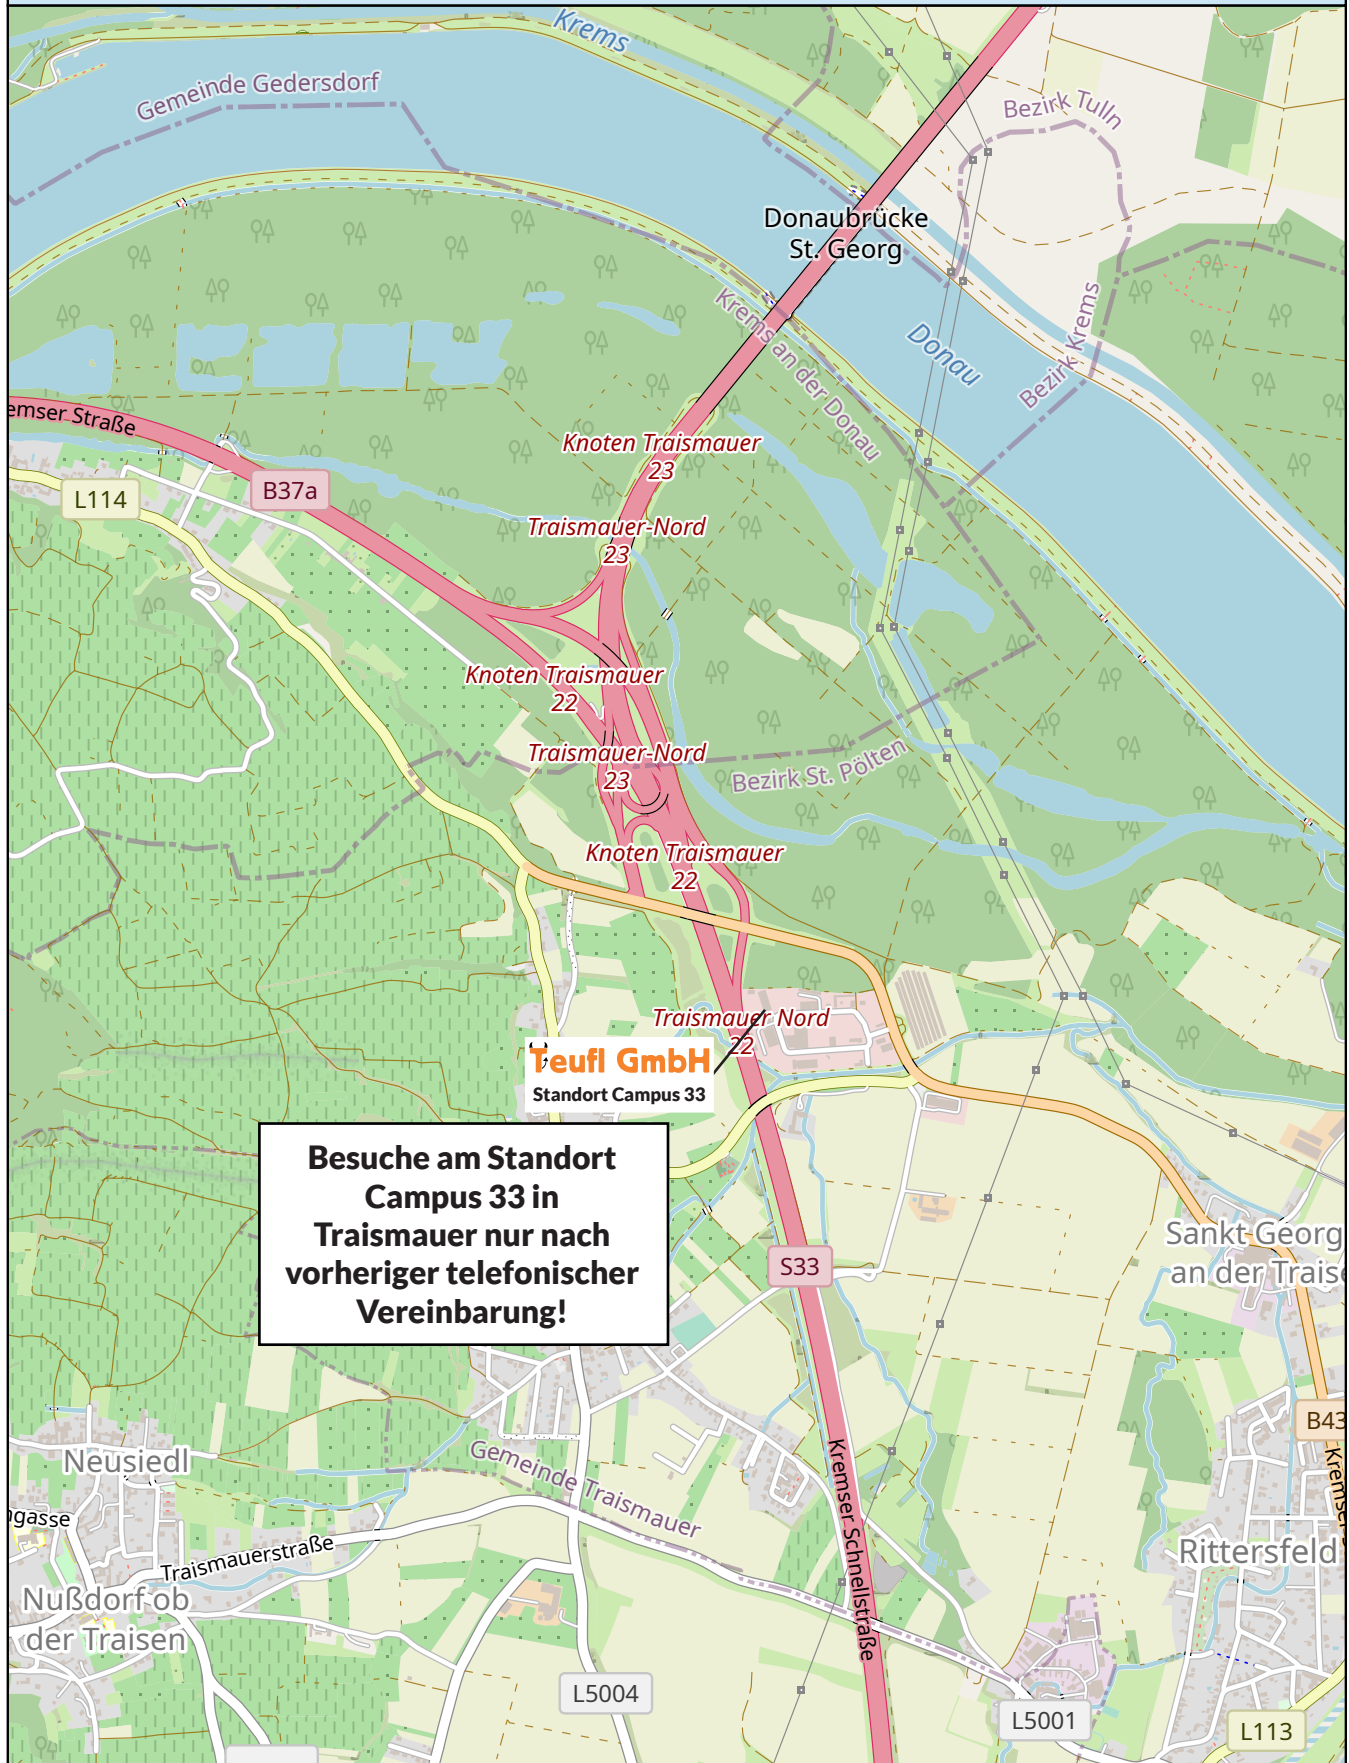 Krems
Gemeinde Gedersdorf
Bezirk Tulln
Donaubrücke
St. Georg
Krems an der Donau
Donau
Bezirk Krems
emser Straße
Knoten Traismauer
23
L114
B37a
Traismauer-Nord
23
Knoten Traismauer
22
Traismauer-Nord
23
Bezirk St. Pölten
Knoten Traismauer
22
Traismauer Nord
22
Teufl GmbH
Standort Campus 33
Besuche am Standort
Campus 33 in
Traismauer nur nach
vorheriger telefonischer
Vereinbarung!
Sankt Georg
an der Traise
S33
B43
Neusiedl
Gemeinde Traismauer
Kremser Schnellstraße
Kremser
ngasse
Traismauerstraße
Rittersfeld
Nußdorf ob
der Traisen
L5004
L5001
L113